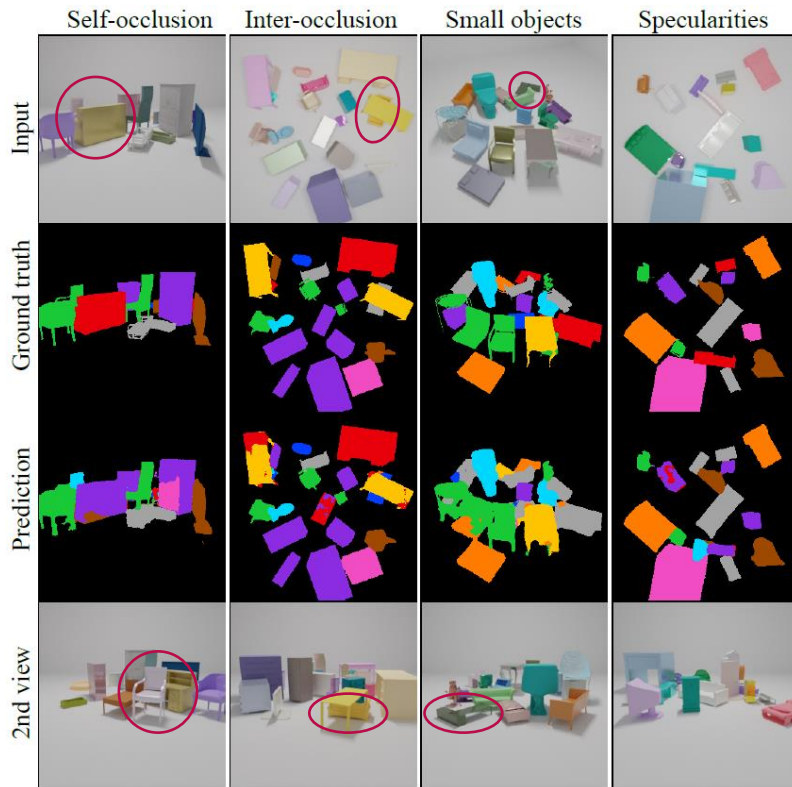 Self-occlusion
Inter-occlusion
Small objects
Specularities
Input
Ground truth
Prediction
2nd view